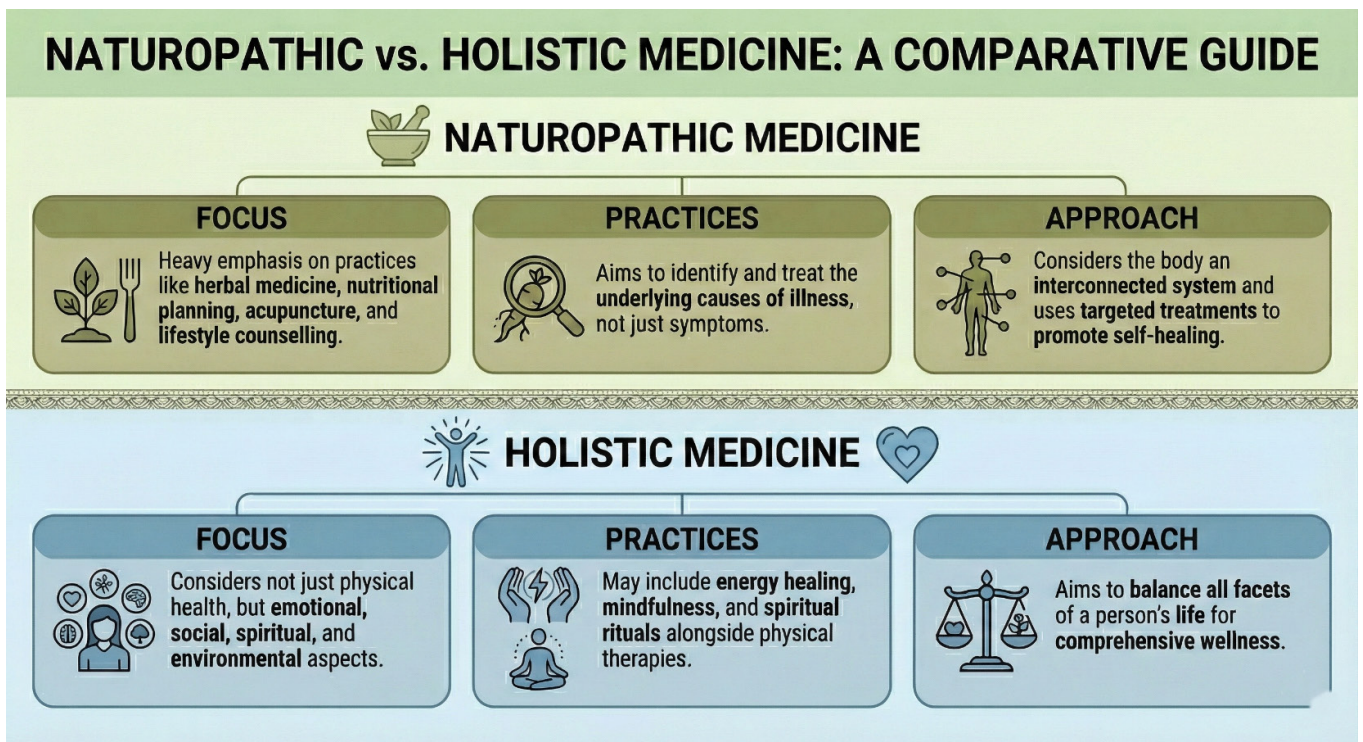 NATUROPATHIC vs. HOLISTIC MEDICINE: A COMPARATIVE GUIDE
NATUROPATHIC MEDICINE
FOCUS
Heavy emphasis on practices
like herbal medicine, nutritional
planning, acupuncture, and
lifestyle counselling.
PRACTICES
Aims to identify and treat the
underlying causes of illness,
not just symptoms.
APPROACH
Considers the body an
interconnected system and
uses targeted treatments to
promote self-healing.
HOLISTIC MEDICINE
FOCUS
Considers not just physical
health, but emotional,
social, spiritual, and
environmental aspects.
PRACTICES
May include energy healing,
mindfulness, and spiritual
rituals alongside physical
therapies.
APPROACH
Aims to balance all facets
of a person's life for
comprehensive wellness.